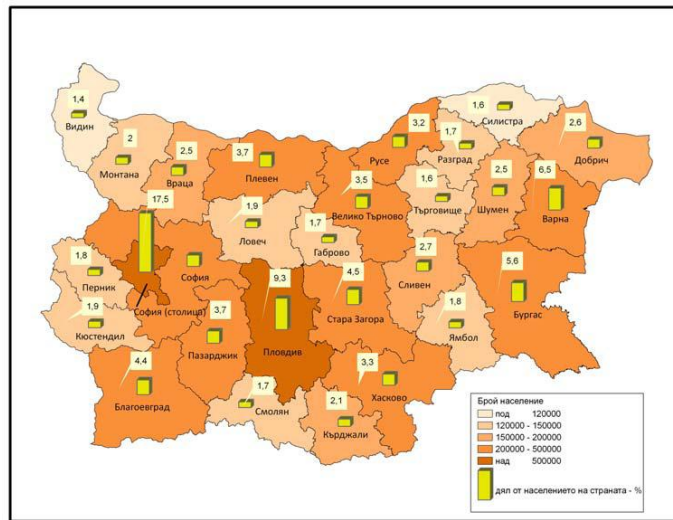 1,4
Видин
2
Монтана
2,5
Враца
3,7
Плевен
3,5
Велико Търново
3,2
Русе
1,6
Силистра
1,7
Разград
2,6
Добрич
1,6
Търговище
2,5
Шумен
6,5
Варна
17,5
София
София (столица)
1,9
Ловеч
1,7
Габрово
1,8
Перник
1,9
Кюстендил
3,7
Пазарджик
9,3
Пловдив
4,5
Стара Загора
2,7
Сливен
1,8
Ямбол
5,6
Бургас
4,4
Благоевград
1,7
Смолян
2,1
Кърджали
3,3
Хасково
Брой население
под 120000
120000 - 150000
150000 - 200000
200000 - 500000
над 500000
дял от населението на страната - %